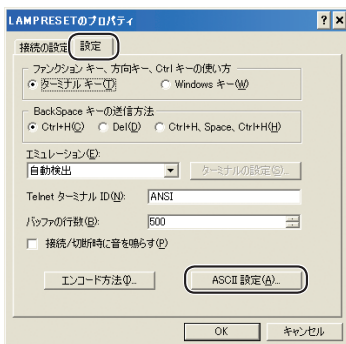 LAMPRESETのプロパティ
接続の設定 設定
ファンクション キー、方向キー、Ctrl キーの使い方
ターミナル キー(T) Windows キー(W)
BackSpace キーの送信方法
Ctrl+H(C) Del(D) Ctrl+H, Space, Ctrl+H(H)
エミュレーション(E):
自動検出 ターミナルの設定(S)...
Telnet ターミナル ID(N): ANSI
バッファの行数(B): 500
接続/切断時に音を鳴らす(P)
エンコード方法(I)... ASCII 設定(A)...
OK キャンセル